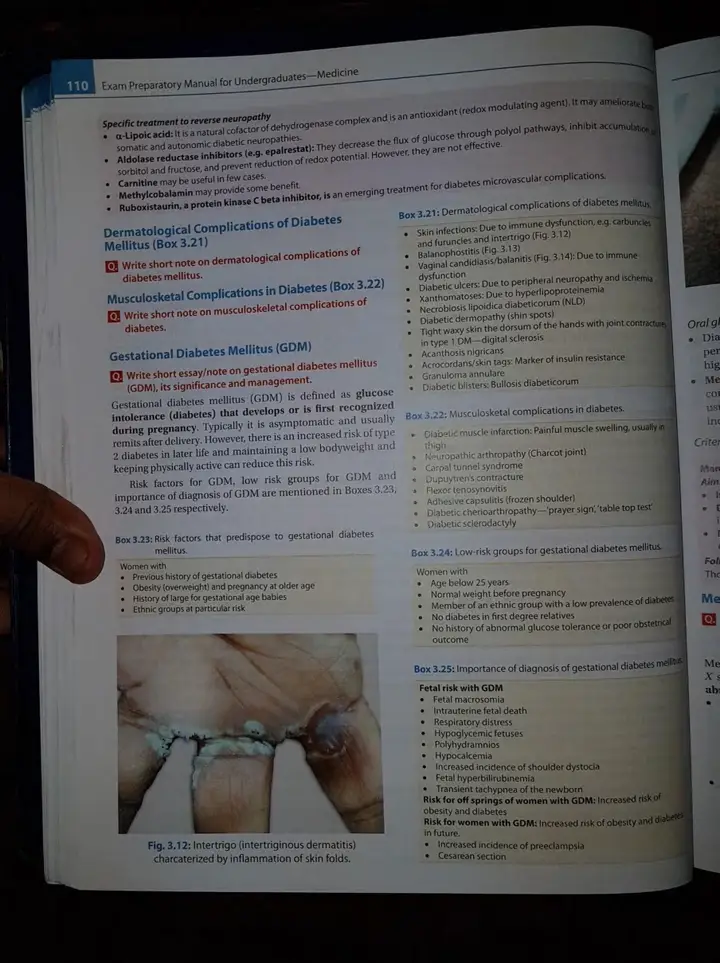 110 Exam Preparatory Manual for Undergraduates—Medicine
Specific treatment to reverse neuropathy
• α-Lipoic acid: It is a natural cofactor of dehydrogenase complex and is an antioxidant (redox modulating agent). It may ameliorate both
somatic and autonomic diabetic neuropathies.
• Aldolase reductase inhibitors (e.g. epalrestat): They decrease the flux of glucose through polyol pathways, inhibit accumulation
sorbitol and fructose, and prevent reduction of redox potential. However, they are not effective.
• Carnitine may be useful in few cases.
• Methylcobalamin may provide some benefit.
• Ruboxistaurin, a protein kinase C beta inhibitor, is an emerging treatment for diabetes microvascular complications.
Dermatological Complications of Diabetes
Mellitus (Box 3.21)
Q. Write short note on dermatological complications of
diabetes mellitus.
Musculosketal Complications in Diabetes (Box 3.22)
Q. Write short note on musculoskeletal complications of
diabetes.
Gestational Diabetes Mellitus (GDM)
Q. Write short essay/note on gestational diabetes mellitus
(GDM), its significance and management.
Gestational diabetes mellitus (GDM) is defined as glucose
intolerance (diabetes) that develops or is first recognized
during pregnancy. Typically it is asymptomatic and usually
remits after delivery. However, there is an increased risk of type
2 diabetes in later life and maintaining a low bodyweight and
keeping physically active can reduce this risk.
Risk factors for GDM, low risk groups for GDM and
importance of diagnosis of GDM are mentioned in Boxes 3.23,
3.24 and 3.25 respectively.
Box 3.23: Risk factors that predispose to gestational diabetes
mellitus.
Women with
• Previous history of gestational diabetes
• Obesity (overweight) and pregnancy at older age
• History of large for gestational age babies
• Ethnic groups at particular risk
Fig. 3.12: Intertrigo (intertriginous dermatitis)
charcaterized by inflammation of skin folds.
Box 3.21: Dermatological complications of diabetes mellitus.
• Skin infections: Due to immune dysfunction, e.g. carbuncles
and furuncles and intertrigo (Fig. 3.12)
• Balanophostitis (Fig. 3.13)
• Vaginal candidiasis/balanitis (Fig. 3.14): Due to immune
dysfunction
• Diabetic ulcers: Due to peripheral neuropathy and ischemia
• Xanthomatoses: Due to hyperlipoproteinemia
• Necrobiosis lipoidica diabeticorum (NLD)
• Diabetic dermopathy (shin spots)
• Tight waxy skin the dorsum of the hands with joint contracture
in type 1 DM—digital sclerosis
• Acanthosis nigricans
• Acrocordans/skin tags: Marker of insulin resistance
• Granuloma annulare
• Diabetic blisters: Bullosis diabeticorum
Box 3.22: Musculosketal complications in diabetes.
• Diabetic muscle infarction: Painful muscle swelling, usually in
thigh
• Neuropathic arthropathy (Charcot joint)
• Carpal tunnel syndrome
• Dupuytren's contracture
• Flexor tenosynovitis
• Adhesive capsulitis (frozen shoulder)
• Diabetic cherioarthropathy—'prayer sign', 'table top test'
• Diabetic sclerodactyly
Box 3.24: Low-risk groups for gestational diabetes mellitus.
Women with
• Age below 25 years
• Normal weight before pregnancy
• Member of an ethnic group with a low prevalence of diabetes
• No diabetes in first degree relatives
• No history of abnormal glucose tolerance or poor obstetrical
outcome
Box 3.25: Importance of diagnosis of gestational diabetes mellitus.
Fetal risk with GDM
• Fetal macrosomia
• Intrauterine fetal death
• Respiratory distress
• Hypoglycemic fetuses
• Polyhydramnios
• Hypocalcemia
• Increased incidence of shoulder dystocia
• Fetal hyperbilirubinemia
• Transient tachypnea of the newborn
Risk for off springs of women with GDM: Increased risk of
obesity and diabetes
Risk for women with GDM: Increased risk of obesity and diabetes
in future.
• Increased incidence of preeclampsia
• Cesarean section
Oral gl
• Dia
per
hig
• Me
co
us
in
Criter
Aim
Fol
Tho
Me
Q.
Me
X s
abs